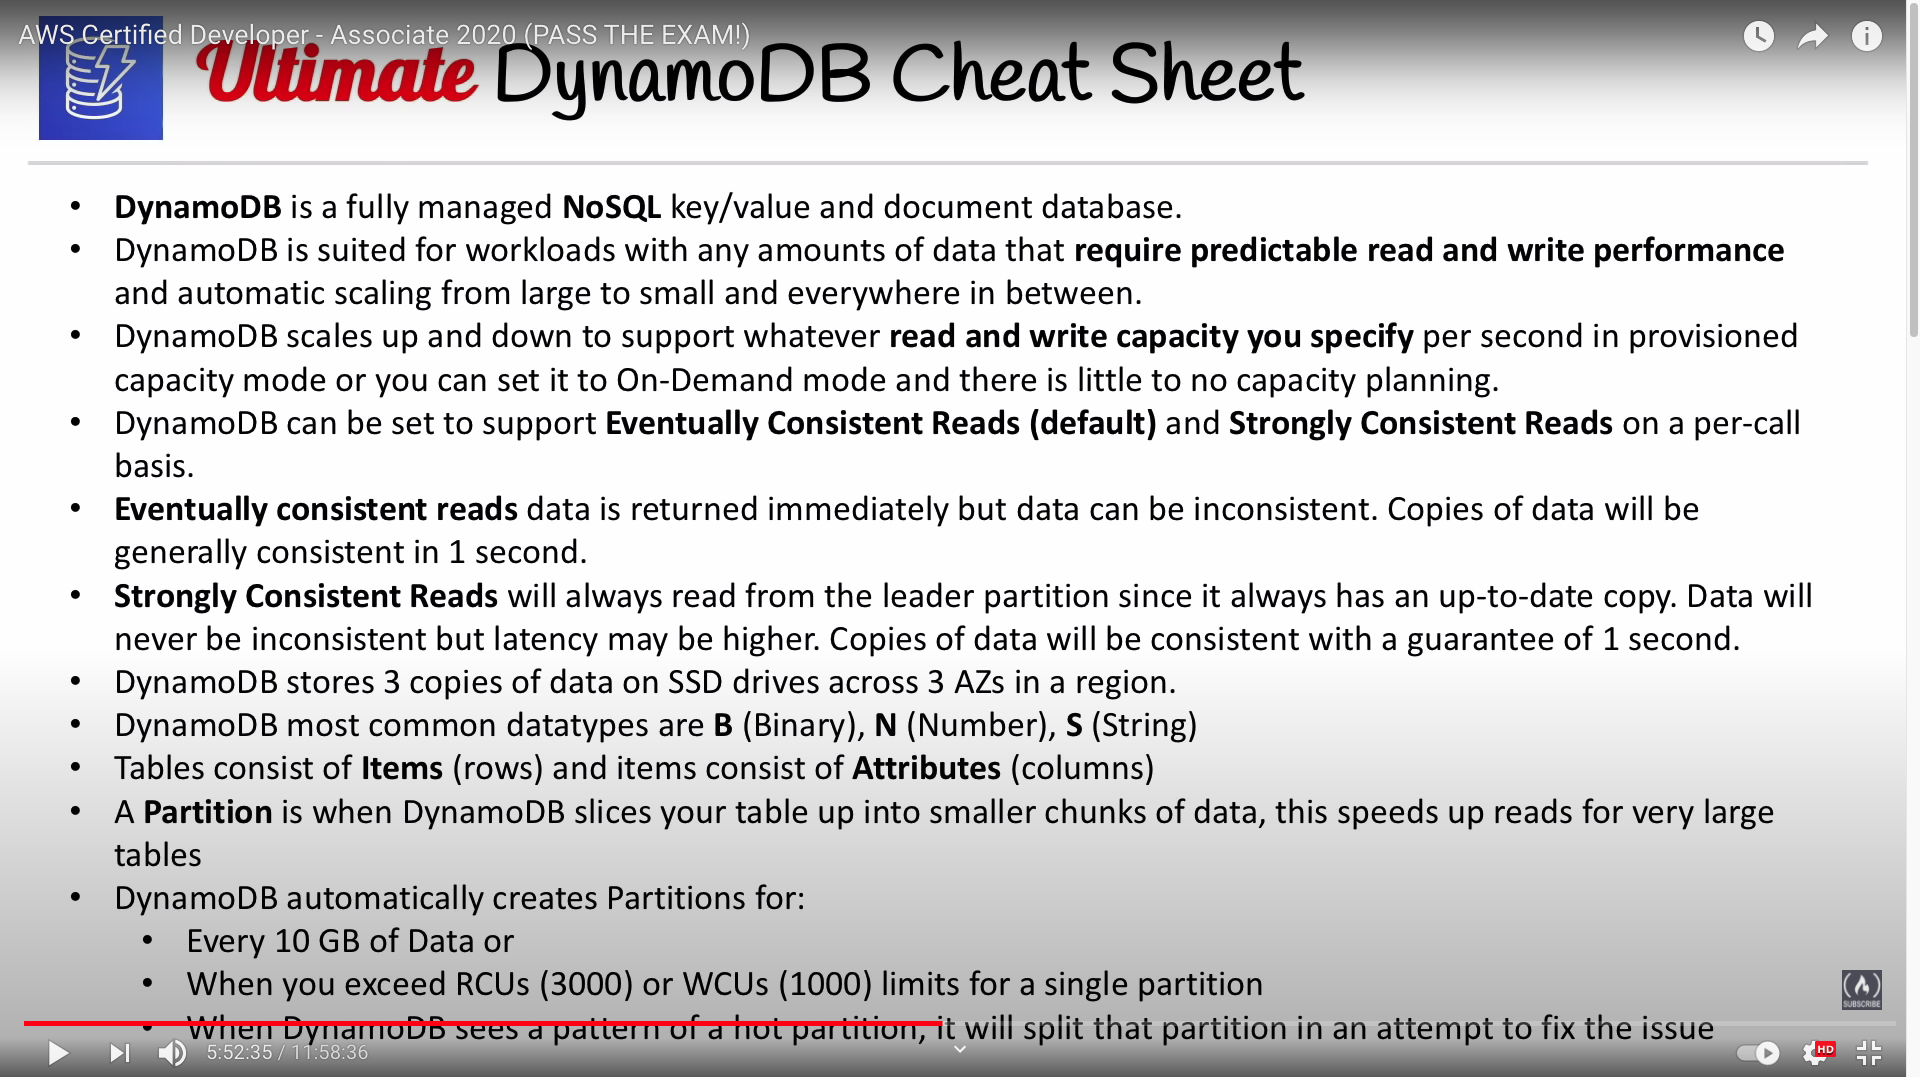 AWS Certified Developer - Associate 2020 (PASS THE EXAM!)
Ultimate DynamoDB Cheat Sheet
• DynamoDB is a fully managed NoSQL key/value and document database.
• DynamoDB is suited for workloads with any amounts of data that require predictable read and write performance
and automatic scaling from large to small and everywhere in between.
• DynamoDB scales up and down to support whatever read and write capacity you specify per second in provisioned
capacity mode or you can set it to On-Demand mode and there is little to no capacity planning.
• DynamoDB can be set to support Eventually Consistent Reads (default) and Strongly Consistent Reads on a per-call
basis.
• Eventually consistent reads data is returned immediately but data can be inconsistent. Copies of data will be
generally consistent in 1 second.
• Strongly Consistent Reads will always read from the leader partition since it always has an up-to-date copy. Data will
never be inconsistent but latency may be higher. Copies of data will be consistent with a guarantee of 1 second.
• DynamoDB stores 3 copies of data on SSD drives across 3 AZs in a region.
• DynamoDB most common datatypes are B (Binary), N (Number), S (String)
• Tables consist of Items (rows) and items consist of Attributes (columns)
• A Partition is when DynamoDB slices your table up into smaller chunks of data, this speeds up reads for very large
tables
• DynamoDB automatically creates Partitions for:
• Every 10 GB of Data or
• When you exceed RCUs (3000) or WCUs (1000) limits for a single partition
• When DynamoDB sees a pattern of a hot partition, it will split that partition in an attempt to fix the issue
SUBSCRIBE
5:52:35 / 11:58:36
HD